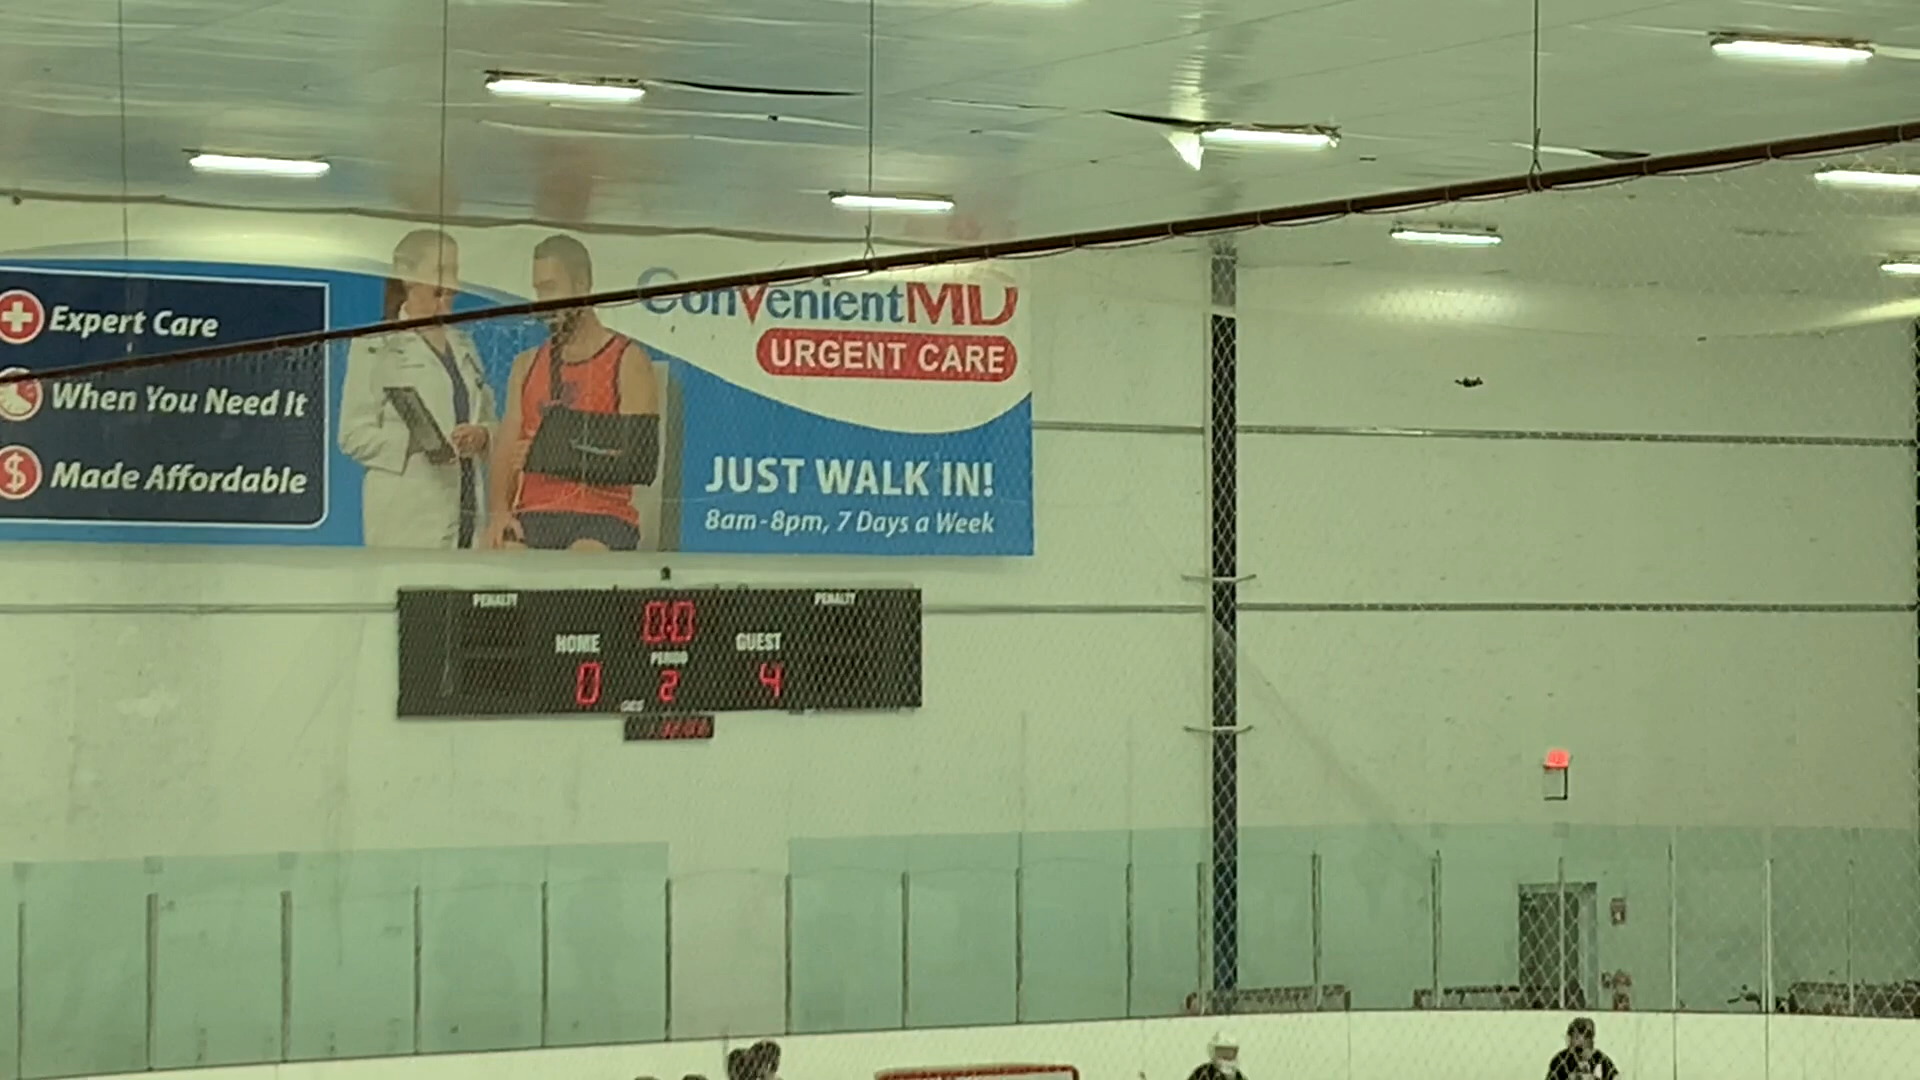 Expert Care
When You Need It
$ Made Affordable
ConvenientMD
URGENT CARE
JUST WALK IN!
8am-8pm, 7 Days a Week
PENALTY
PENALTY
0:0
HOME
GUEST
PERIOD
0 2 4